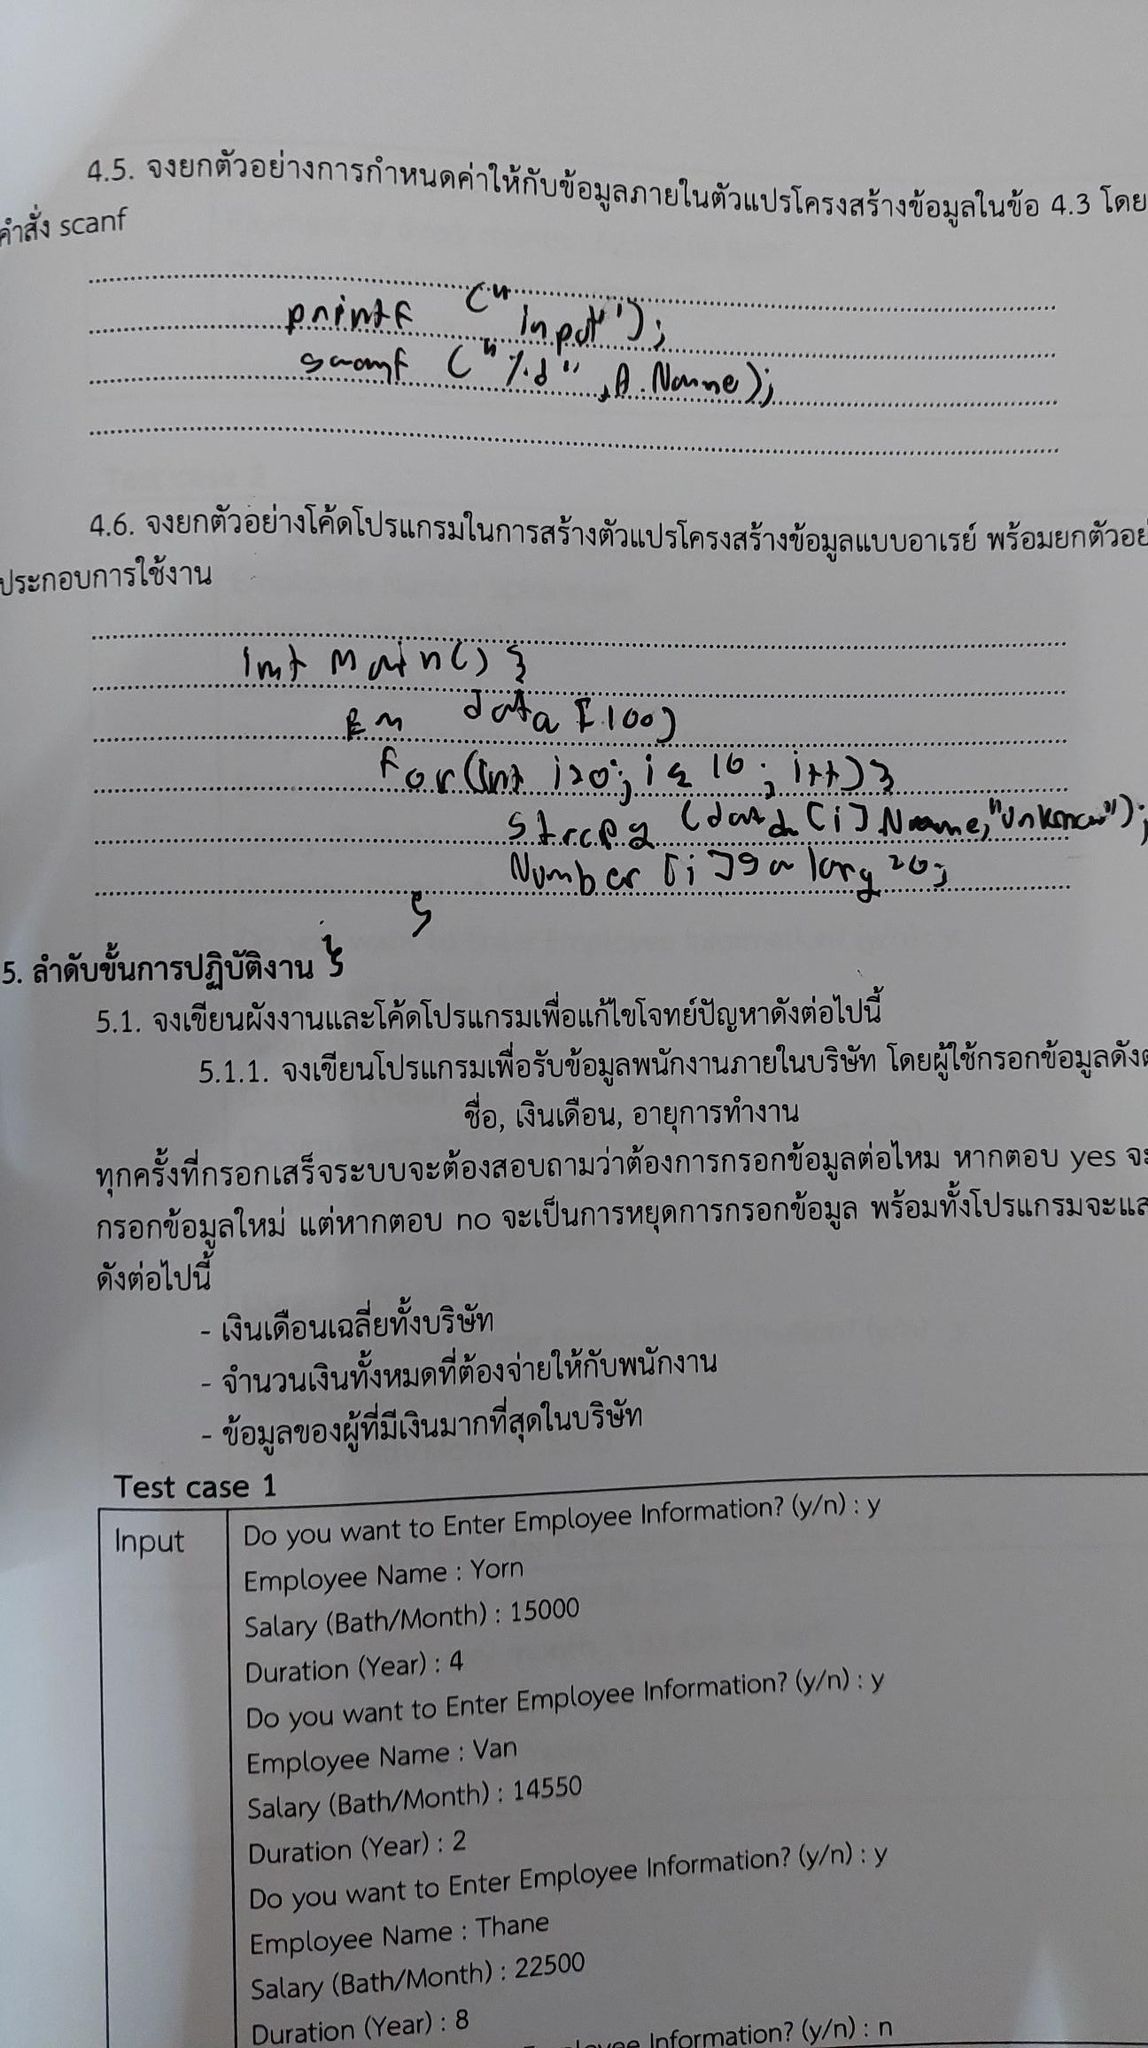 4.5. จงยกตัวอย่างการกำหนดค่าให้กับข้อมูลภายในตัวแปรโครงสร้างข้อมูลในข้อ 4.3 โดย
คำสั่ง scanf
printf ("input");
scanf ("%d", A.Name);
4.6. จงยกตัวอย่างโค้ดโปรแกรมในการสร้างตัวแปรโครงสร้างข้อมูลแบบอาเรย์ พร้อมยกตัวอย
ประกอบการใช้งาน
int main() {
Em data [100]
for(int i=0; i≤10; i++) {
strcpy (data [i] Name, "Unknow");
Number [i] Salary =0;
}
5. ลำดับขั้นการปฏิบัติงาน }
5.1. จงเขียนผังงานและโค้ดโปรแกรมเพื่อแก้ไขโจทย์ปัญหาดังต่อไปนี้
5.1.1. จงเขียนโปรแกรมเพื่อรับข้อมูลพนักงานภายในบริษัท โดยผู้ใช้กรอกข้อมูลดังต
ชื่อ, เงินเดือน, อายุการทำงาน
ทุกครั้งที่กรอกเสร็จระบบจะต้องสอบถามว่าต้องการกรอกข้อมูลต่อไหม หากตอบ yes จะ
กรอกข้อมูลใหม่ แต่หากตอบ no จะเป็นการหยุดการกรอกข้อมูล พร้อมทั้งโปรแกรมจะแส
ดังต่อไปนี้
- เงินเดือนเฉลี่ยทั้งบริษัท
- จำนวนเงินทั้งหมดที่ต้องจ่ายให้กับพนักงาน
- ข้อมูลของผู้ที่มีเงินมากที่สุดในบริษัท
Test case 1
Input
Do you want to Enter Employee Information? (y/n) : y
Employee Name : Yorn
Salary (Bath/Month) : 15000
Duration (Year) : 4
Do you want to Enter Employee Information? (y/n) : y
Employee Name : Van
Salary (Bath/Month) : 14550
Duration (Year) : 2
Do you want to Enter Employee Information? (y/n) : y
Employee Name : Thane
Salary (Bath/Month) : 22500
Duration (Year) : 8
Employee Information? (y/n) : n